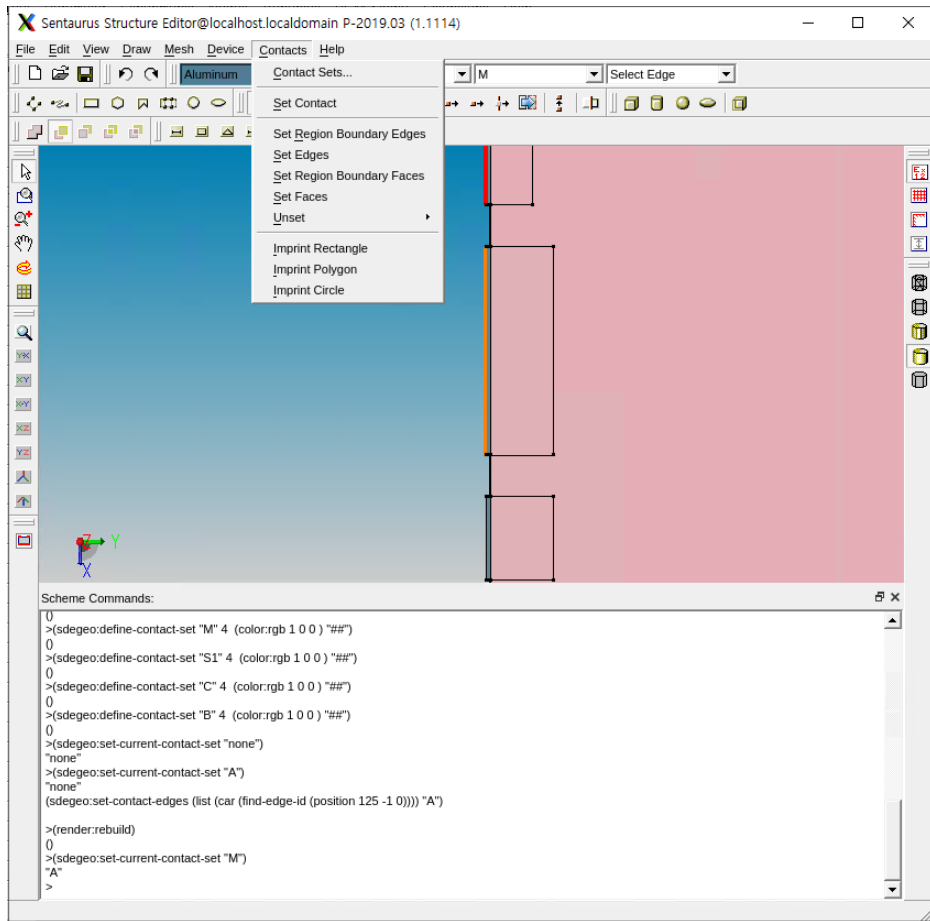 Sentaurus Structure Editor@localhost.localdomain P-2019.03 (1.1114)
File Edit View Draw Mesh Device Contacts Help
Aluminum
M
Select Edge
Contact Sets...
Set Contact
Set Region Boundary Edges
Set Edges
Set Region Boundary Faces
Set Faces
Unset
Imprint Rectangle
Imprint Polygon
Imprint Circle
Z
Y
X
Scheme Commands:
()
>(sdegeo:define-contact-set "M" 4  (color:rgb 1 0 0 ) "##")
()
>(sdegeo:define-contact-set "S1" 4  (color:rgb 1 0 0 ) "##")
()
>(sdegeo:define-contact-set "C" 4  (color:rgb 1 0 0 ) "##")
()
>(sdegeo:define-contact-set "B" 4  (color:rgb 1 0 0 ) "##")
()
>(sdegeo:set-current-contact-set "none")
"none"
>(sdegeo:set-current-contact-set "A")
"none"
(sdegeo:set-contact-edges (list (car (find-edge-id (position 125 -1 0)))) "A")
>(render:rebuild)
()
>(sdegeo:set-current-contact-set "M")
"A"
>